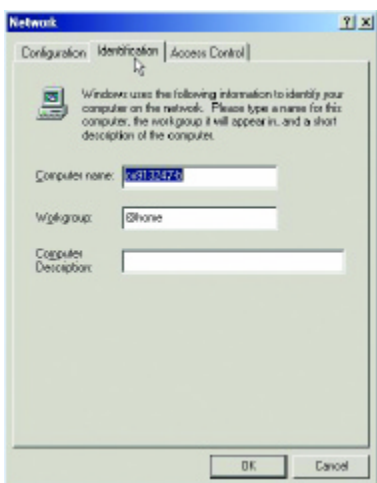 Network
Configuration Identification Access Control
Windows uses the following information to identify your
computer on the network. Please type a name for this
computer, the workgroup it will appear in, and a short
description of the computer.
Computer name:
Workgroup: @home
Computer
Description:
OK Cancel